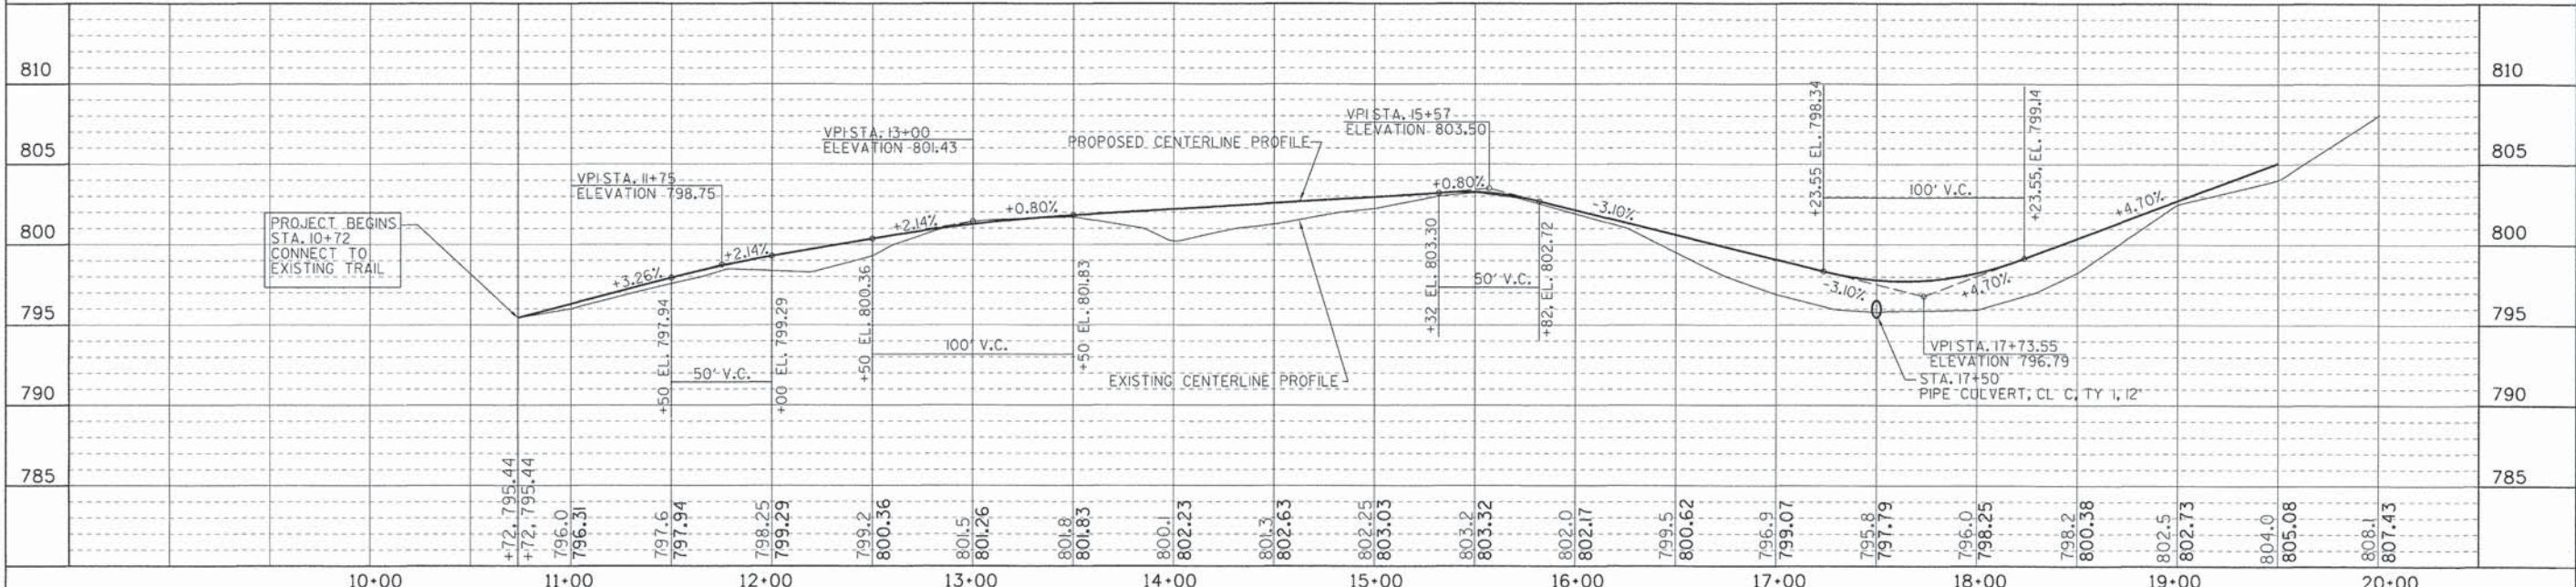 810
805
800
795
790
785
810
805
800
795
790
785
PROJECT BEGINS
STA. 10+72
CONNECT TO
EXISTING TRAIL
+3.26%
VPI STA. 11+75
ELEVATION 798.75
+2.14%
+50 EL. 797.94
50' V.C.
+00 EL. 799.29
VPI STA. 13+00
ELEVATION 801.43
+2.14%
+0.80%
+50 EL. 800.36
100' V.C.
+50 EL. 801.83
PROPOSED CENTERLINE PROFILE
EXISTING CENTERLINE PROFILE
VPI STA. 15+57
ELEVATION 803.50
+0.80%
-3.10%
+32 EL. 803.30
50' V.C.
+82, EL. 802.72
+23.55 EL. 798.34
100' V.C.
+23.55, EL. 799.14
-3.10%
+4.70%
+4.70%
VPI STA. 17+73.55
ELEVATION 796.79
STA. 17+50
PIPE CULVERT, CL C, TY 1, 12"
+72, 795.44
+72, 795.44
796.0
796.31
797.6
797.94
798.25
799.29
799.2
800.36
801.5
801.26
801.8
801.83
800.1
802.23
801.3
802.63
802.25
803.03
803.2
803.32
802.0
802.17
799.5
800.62
796.9
799.07
795.8
797.79
796.0
798.25
798.2
800.38
802.5
802.73
804.0
805.08
808.1
807.43
10+00
11+00
12+00
13+00
14+00
15+00
16+00
17+00
18+00
19+00
20+00